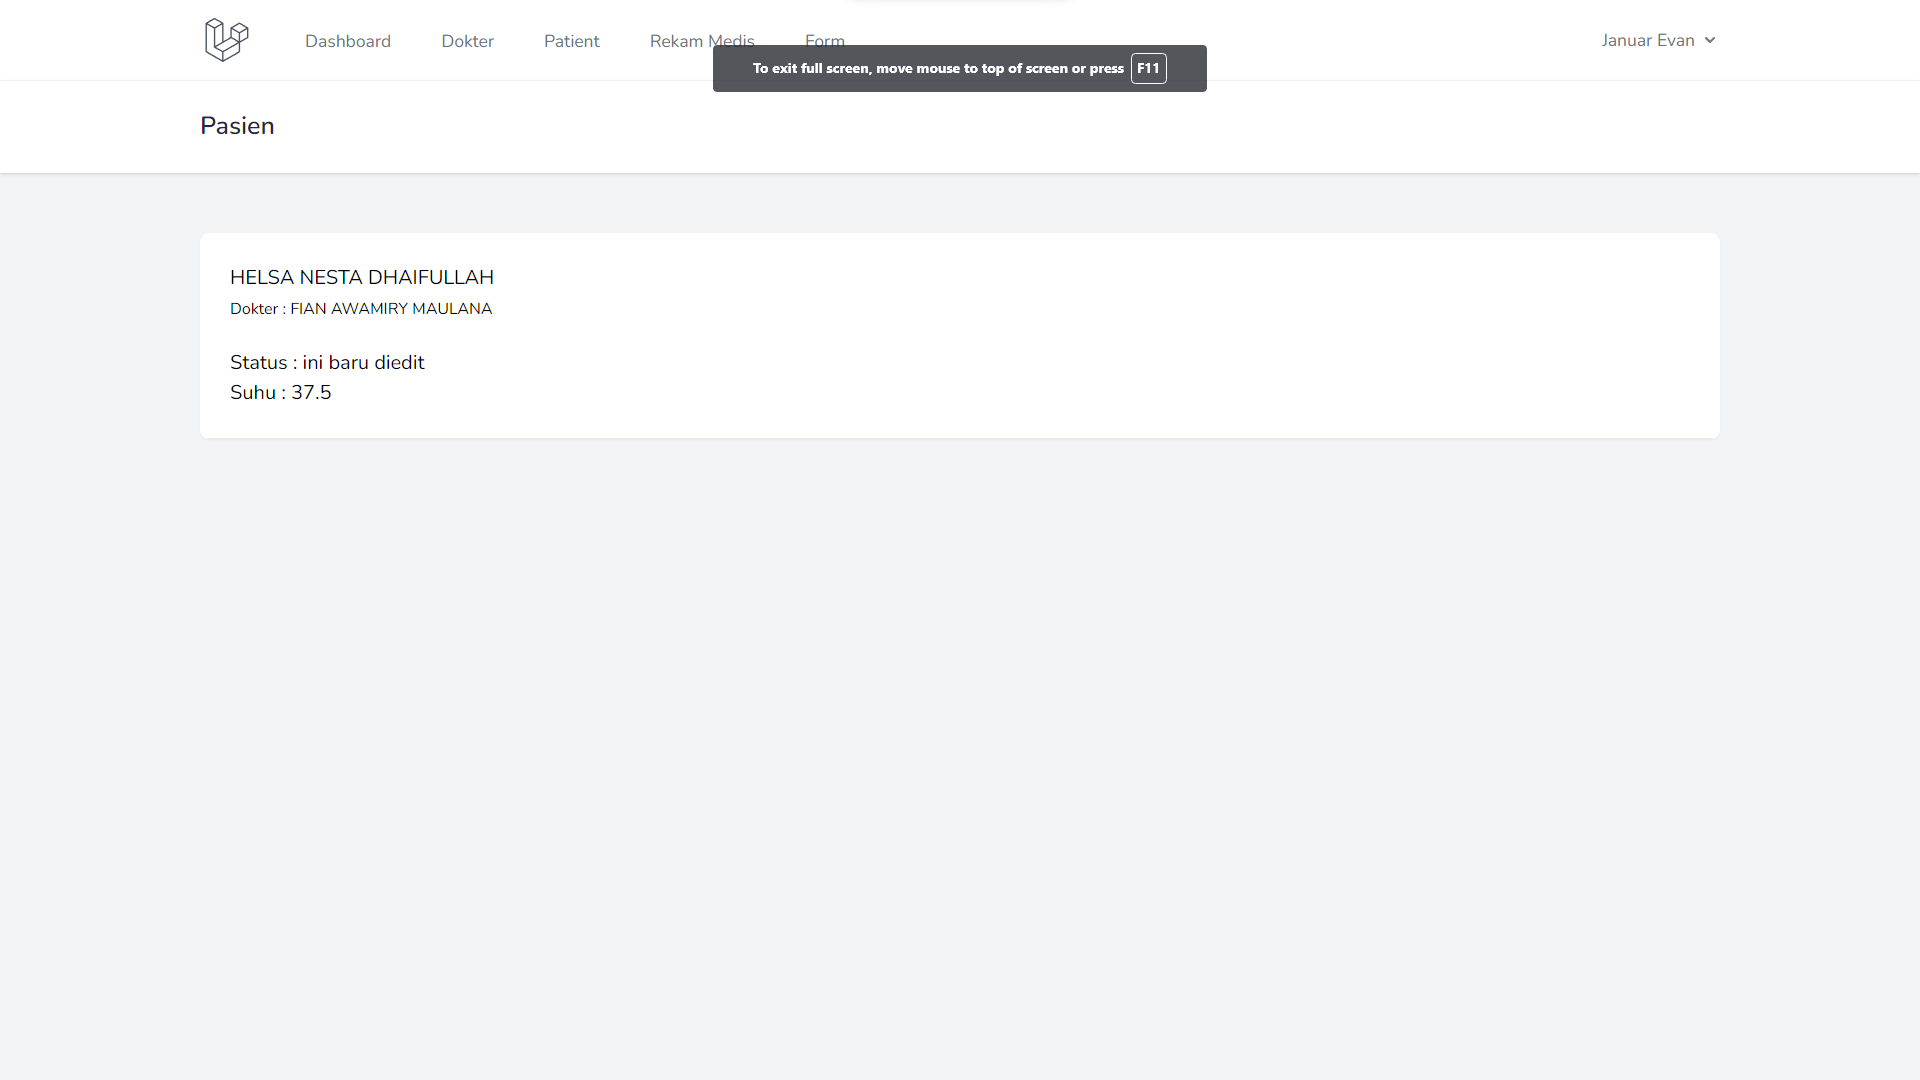 Dashboard Dokter Patient Rekam Medis Form Januar Evan
To exit full screen, move mouse to top of screen or press F11
Pasien
HELSA NESTA DHAIFULLAH
Dokter : FIAN AWAMIRY MAULANA
Status : ini baru diedit
Suhu : 37.5